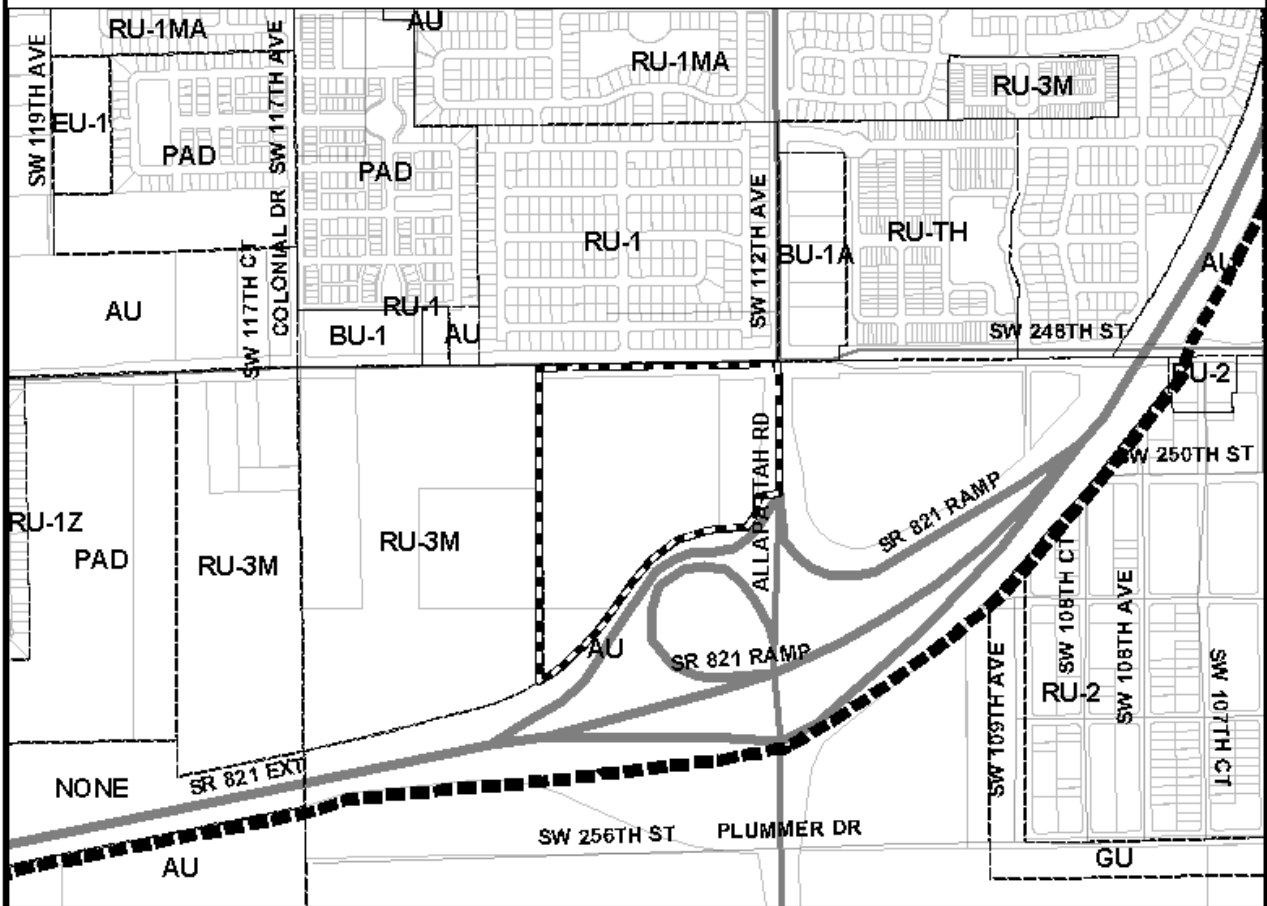 AU
RU-1MA
SW 119TH AVE
SW 117TH AVE
RU-1MA
RU-3M
EU-1
PAD
PAD
SW 112TH AVE
RU-1
BU-1A
RU-TH
AU
SW 117TH CT
COLONIAL DR
AU
RU-1
BU-1
AU
SW 248TH ST
RU-2
ALLAPATTAH RD
SW 250TH ST
SR 821 RAMP
RU-1Z
PAD
RU-3M
RU-3M
SW 108TH CT
SW 108TH AVE
AU
SR 821 RAMP
SW 109TH AVE
RU-2
SW 107TH CT
NONE
SR 821 EXT
SW 256TH ST
PLUMMER DR
AU
GU